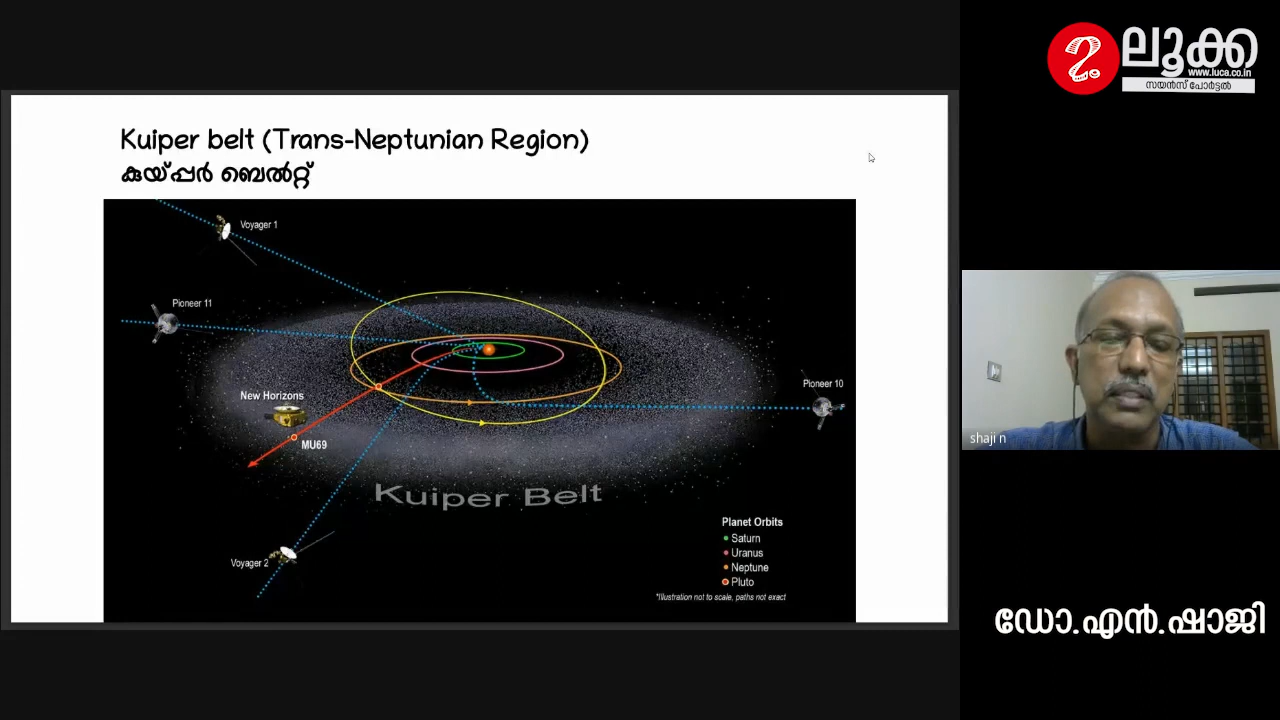 Kuiper belt (Trans-Neptunian Region)
കുയ്പ്പർ ബെൽറ്റ്
Voyager 1
Pioneer 11
New Horizons
MU69
Pioneer 10
Voyager 2
Kuiper Belt
Planet Orbits
Saturn
Uranus
Neptune
Pluto
*Illustration not to scale, paths not exact
ലൂക്ക
www.luca.co.in
സയൻസ് പോർട്ടൽ
shaji n
ഡോ.എൻ.ഷാജി